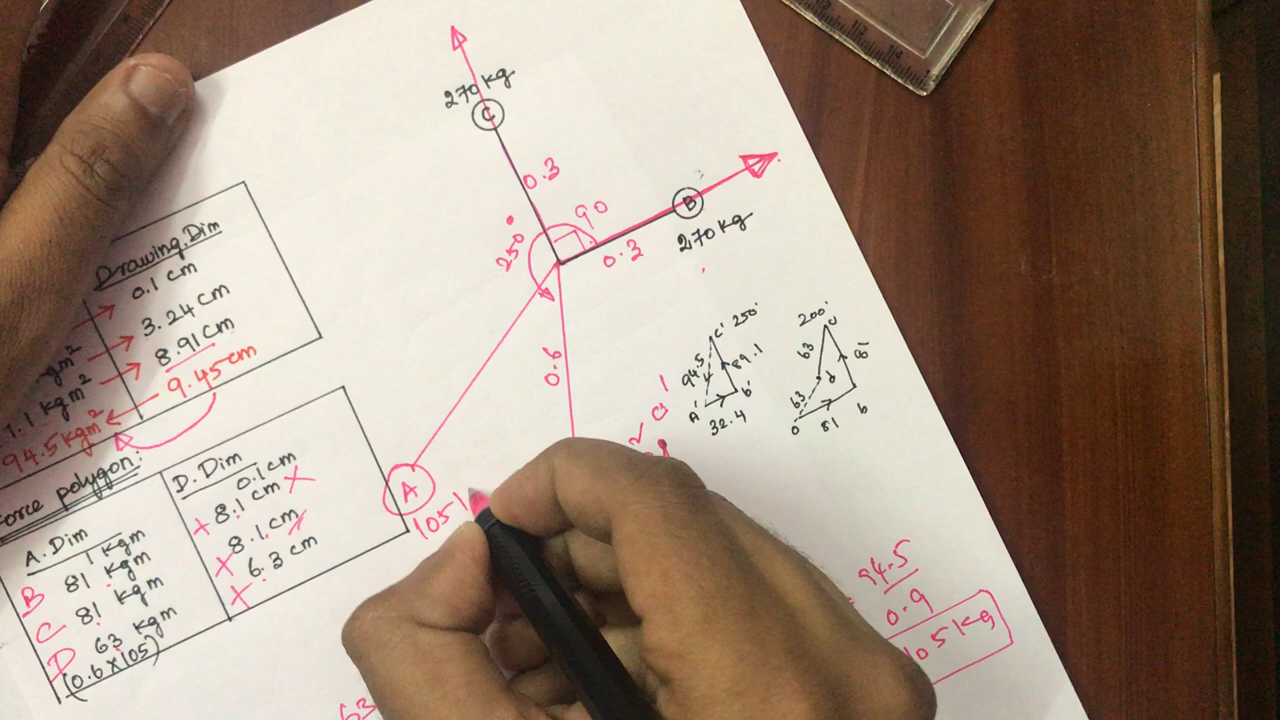 270 kg
C
0.3
90
B
250°
0.3
270 kg
0.6
A
105
Drawing.Dim
0.1 cm
3.24 cm
8.91 cm
9.45 cm
94.5 kgm²
Force polygon:
A.Dim
1 kgm
B 81 kgm
C 81 kgm
D 63 kgm
(0.6×105)
D. Dim
0.1 cm
8.1 cm
8.1 cm
6.3 cm
C' 250°
94.5
89.1
A'
b'
32.4
200°
63
81
d
63
o
81
b
94.5
0.9
105 kg
63